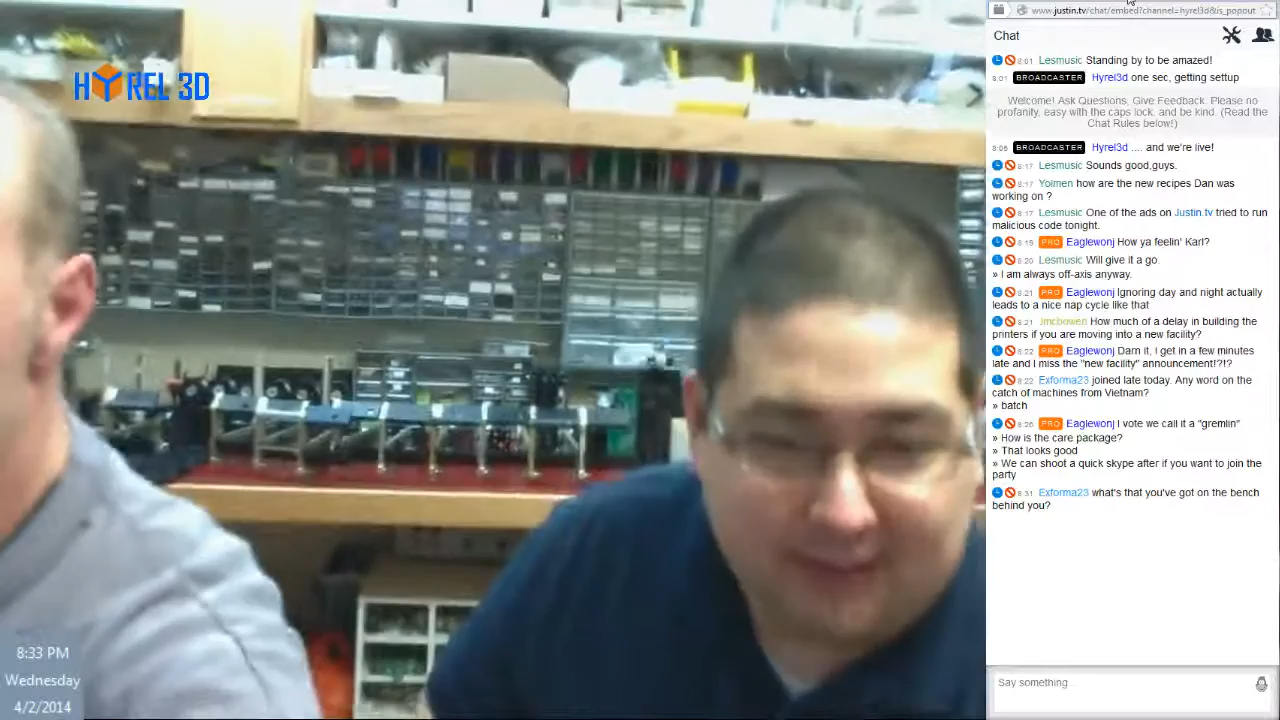 www.justin.tv/chat/embed?channel=hyrel3d&is_popout
HYREL 3D
Chat
8:01 Lesmusic Standing by to be amazed!
8:01 BROADCASTER Hyrel3d one sec, getting settup
Welcome! Ask Questions, Give Feedback. Please no
profanity, easy with the caps lock, and be kind. (Read the
Chat Rules below!)
8:06 BROADCASTER Hyrel3d .... and we're live!
8:17 Lesmusic Sounds good,guys.
8:17 Yoimen how are the new recipes Dan was
working on ?
8:17 Lesmusic One of the ads on Justin.tv tried to run
malicious code tonight.
8:19 PRO Eaglewonj How ya feelin' Karl?
8:20 Lesmusic Will give it a go.
» I am always off-axis anyway.
8:21 PRO Eaglewonj Ignoring day and night actually
leads to a nice nap cycle like that
8:21 Jmcbowen How much of a delay in building the
printers if you are moving into a new facility?
8:22 PRO Eaglewonj Darn it, I get in a few minutes
late and I miss the "new facility" announcement!?!?
8:22 Exforma23 joined late today. Any word on the
catch of machines from Vietnam?
» batch
8:26 PRO Eaglewonj I vote we call it a "gremlin"
» How is the care package?
» That looks good
» We can shoot a quick skype after if you want to join the
party
8:31 Exforma23 what's that you've got on the bench
behind you?
Say something...
8:33 PM
Wednesday
4/2/2014